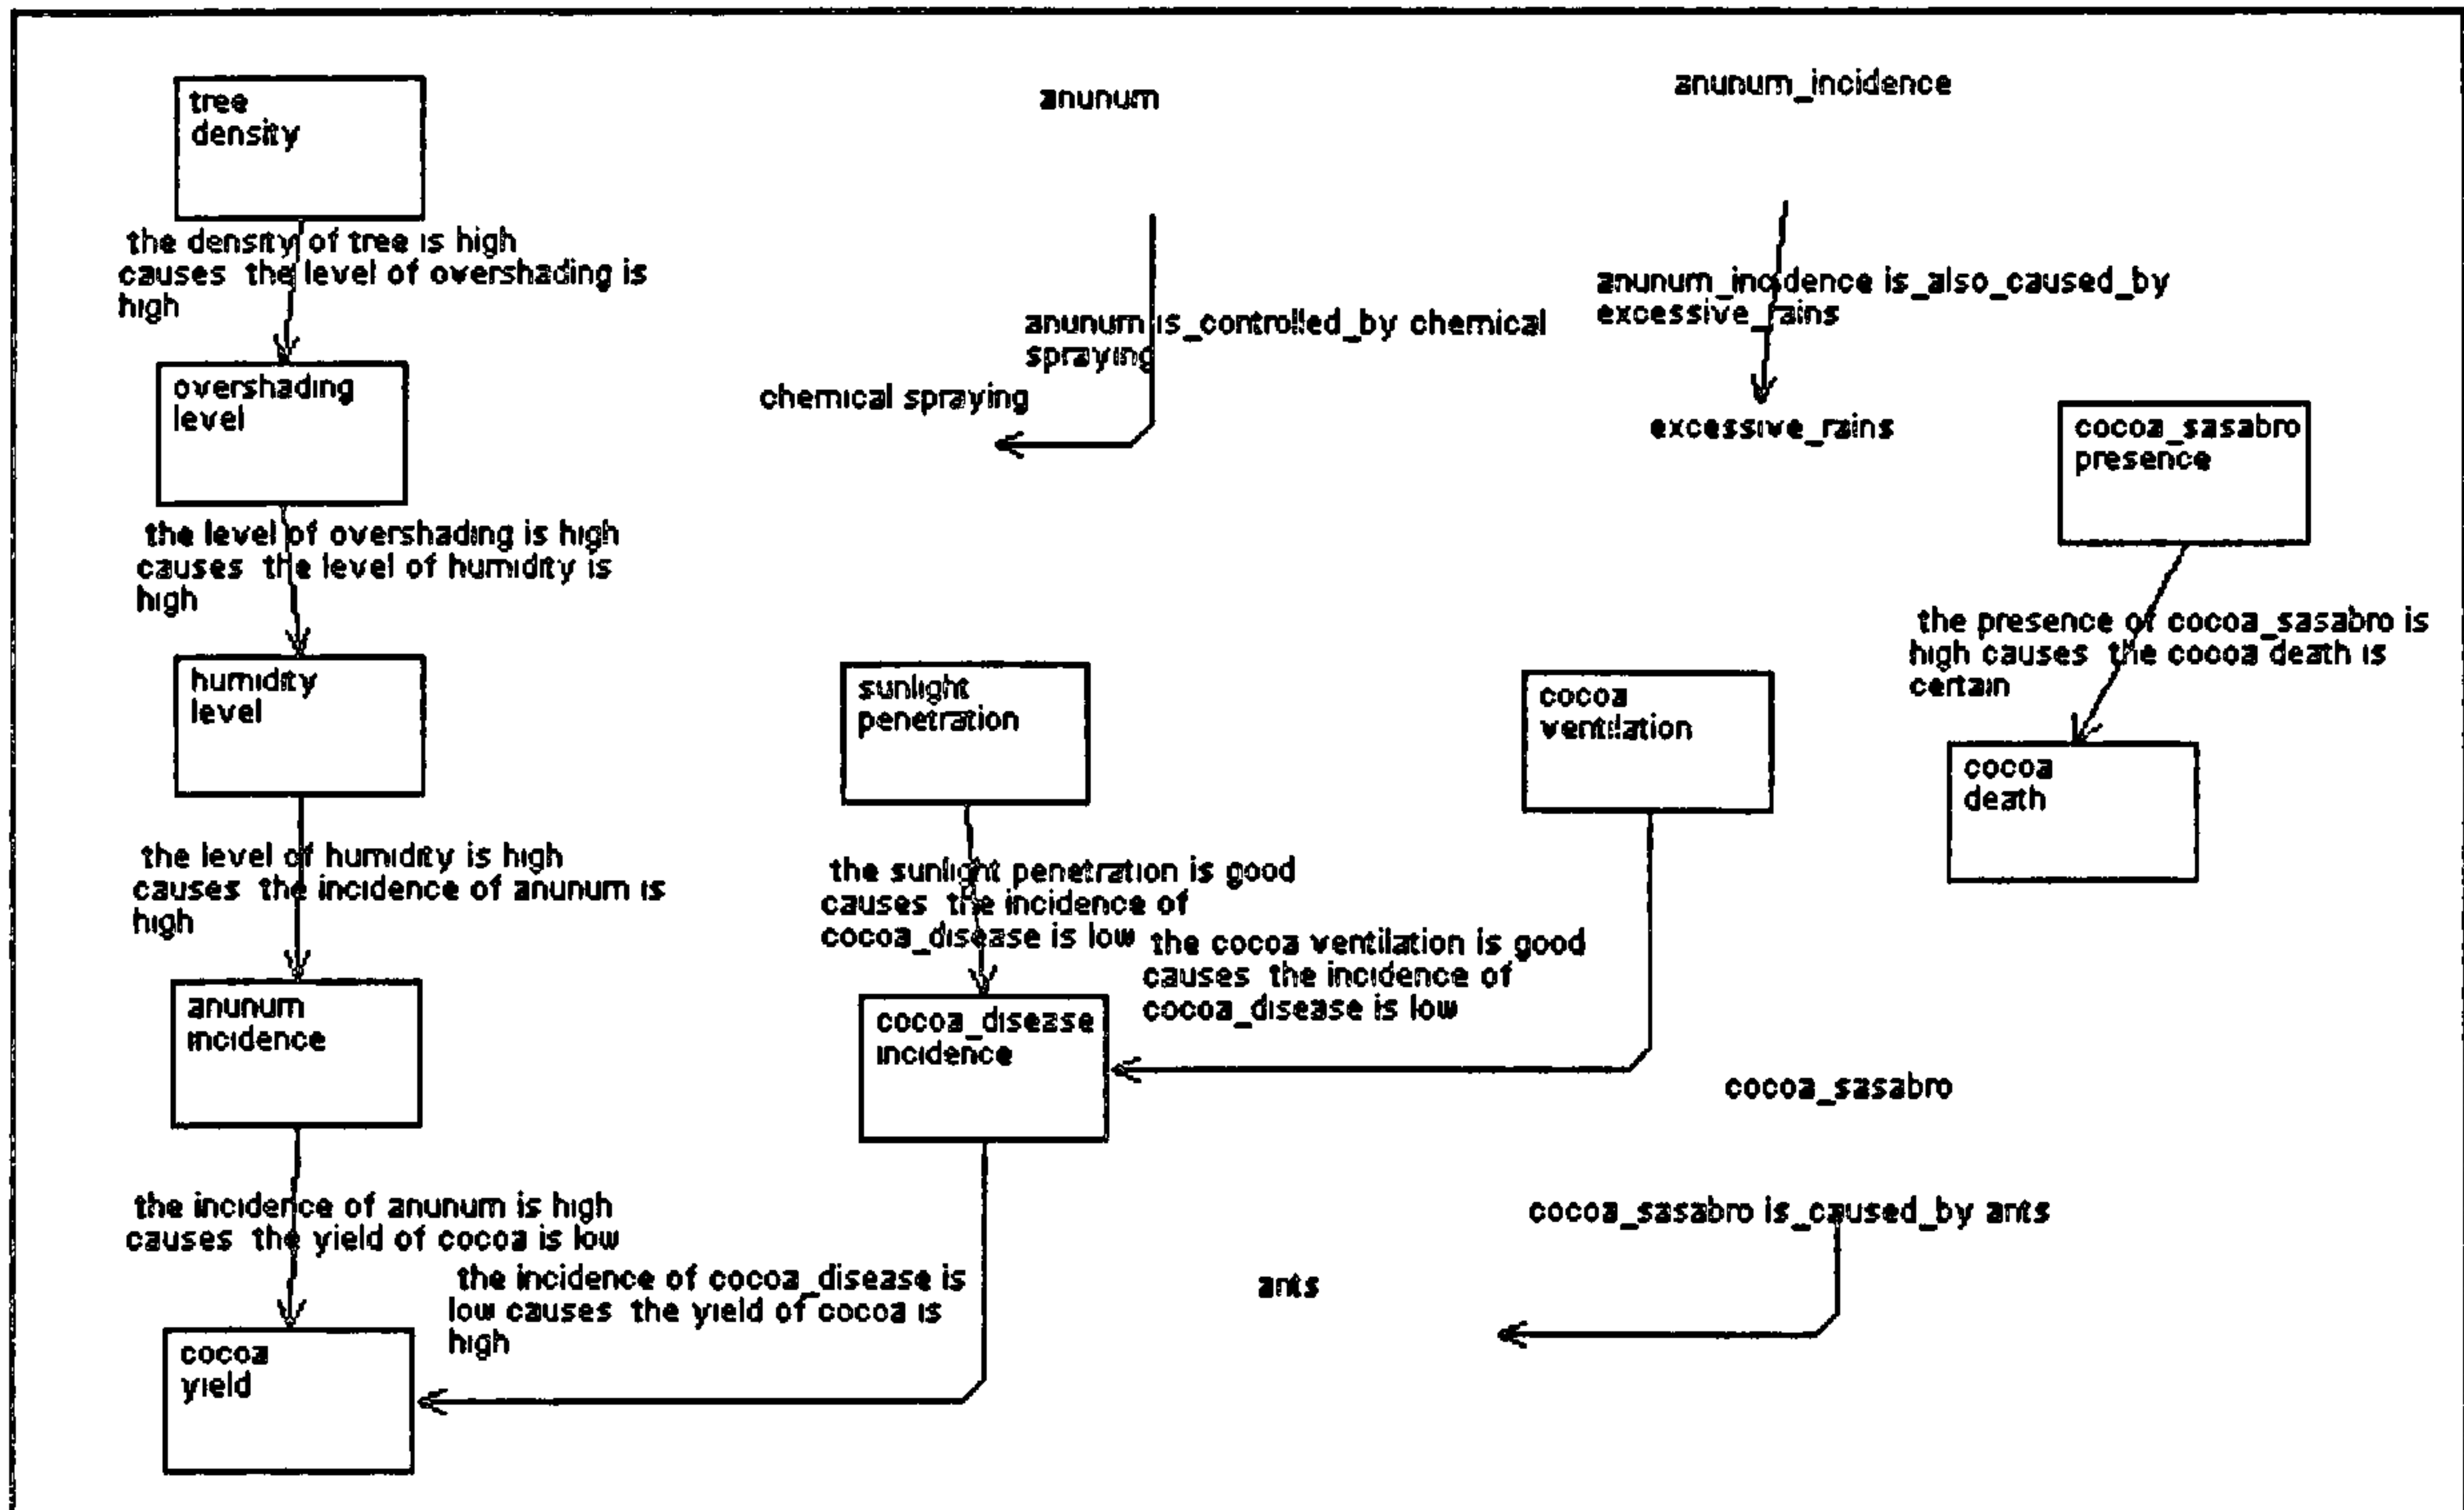 tree
density
the density of tree is high
causes the level of overshading is
high
overshading
level
the level of overshading is high
causes the level of humidity is
high
humidity
level
the level of humidity is high
causes the incidence of anunum is
high
anunum
incidence
the incidence of anunum is high
causes the yield of cocoa is low
cocoa
yield
anunum
anunum is_controlled_by chemical
spraying
chemical spraying
sunlight
penetration
the sunlight penetration is good
causes the incidence of
cocoa_disease is low
cocoa_disease
incidence
the incidence of cocoa_disease is
low causes the yield of cocoa is
high
anunum_incidence
anunum_incidence is_also_caused_by
excessive_rains
excessive_rains
cocoa
ventilation
the cocoa ventilation is good
causes the incidence of
cocoa_disease is low
cocoa_sasabro
presence
the presence of cocoa_sasabro is
high causes the cocoa death is
certain
cocoa
death
cocoa_sasabro
cocoa_sasabro is_caused_by ants
ants